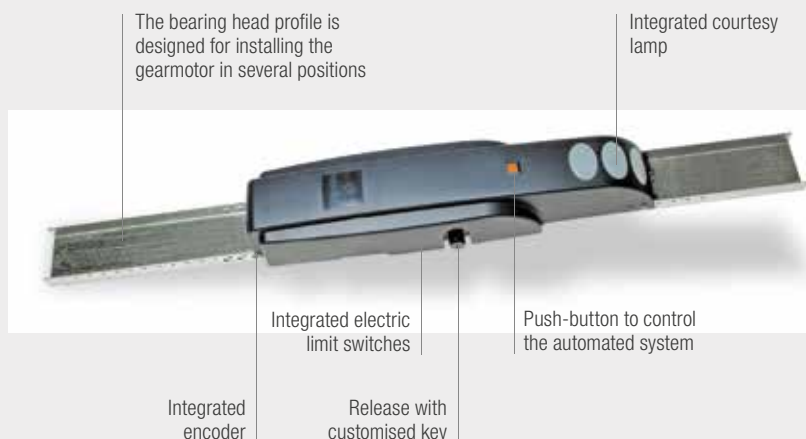 The bearing head profile is
designed for installing the
gearmotor in several positions
Integrated courtesy
lamp
Integrated electric
limit switches
Push-button to control
the automated system
Integrated
encoder
Release with
customised key